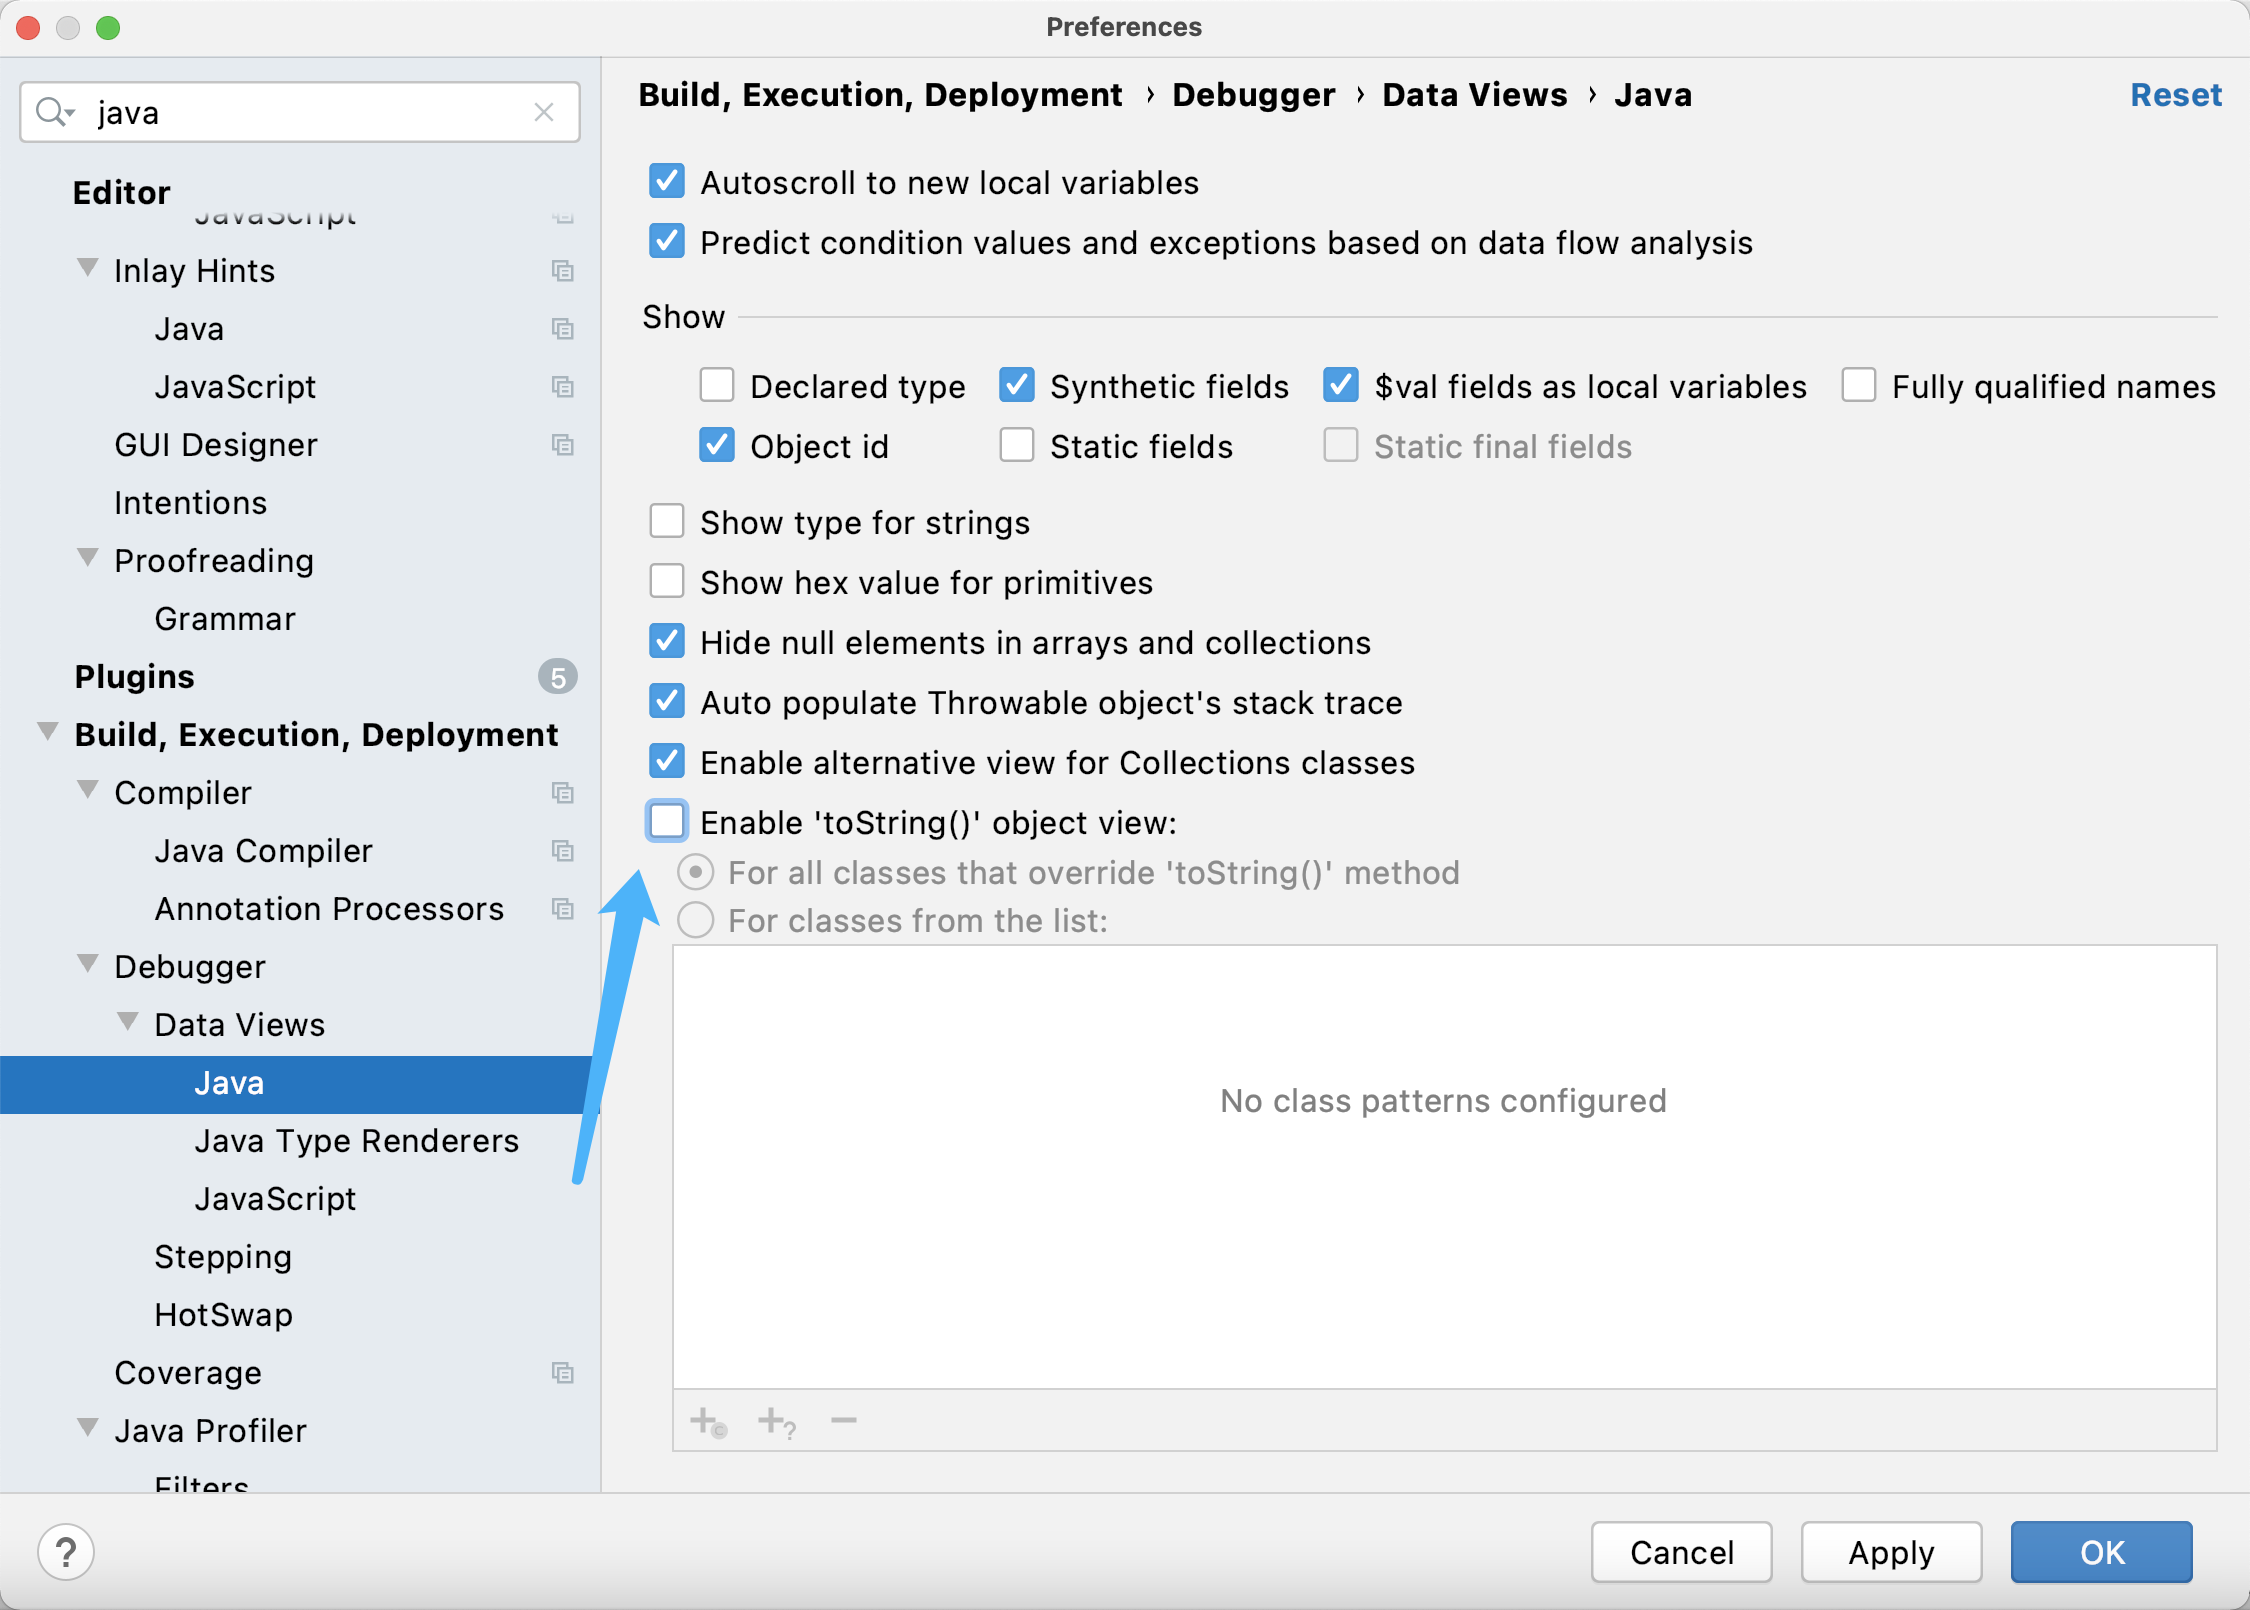 Preferences
java
Editor
JavaScript
Inlay Hints
Java
JavaScript
GUI Designer
Intentions
Proofreading
Grammar
Plugins 5
Build, Execution, Deployment
Compiler
Java Compiler
Annotation Processors
Debugger
Data Views
Java
Java Type Renderers
JavaScript
Stepping
HotSwap
Coverage
Java Profiler
Filters
Build, Execution, Deployment › Debugger › Data Views › Java
Reset
Autoscroll to new local variables
Predict condition values and exceptions based on data flow analysis
Show
Declared type Synthetic fields $val fields as local variables Fully qualified names
Object id Static fields Static final fields
Show type for strings
Show hex value for primitives
Hide null elements in arrays and collections
Auto populate Throwable object's stack trace
Enable alternative view for Collections classes
Enable 'toString()' object view:
For all classes that override 'toString()' method
For classes from the list:
No class patterns configured
? Cancel Apply OK